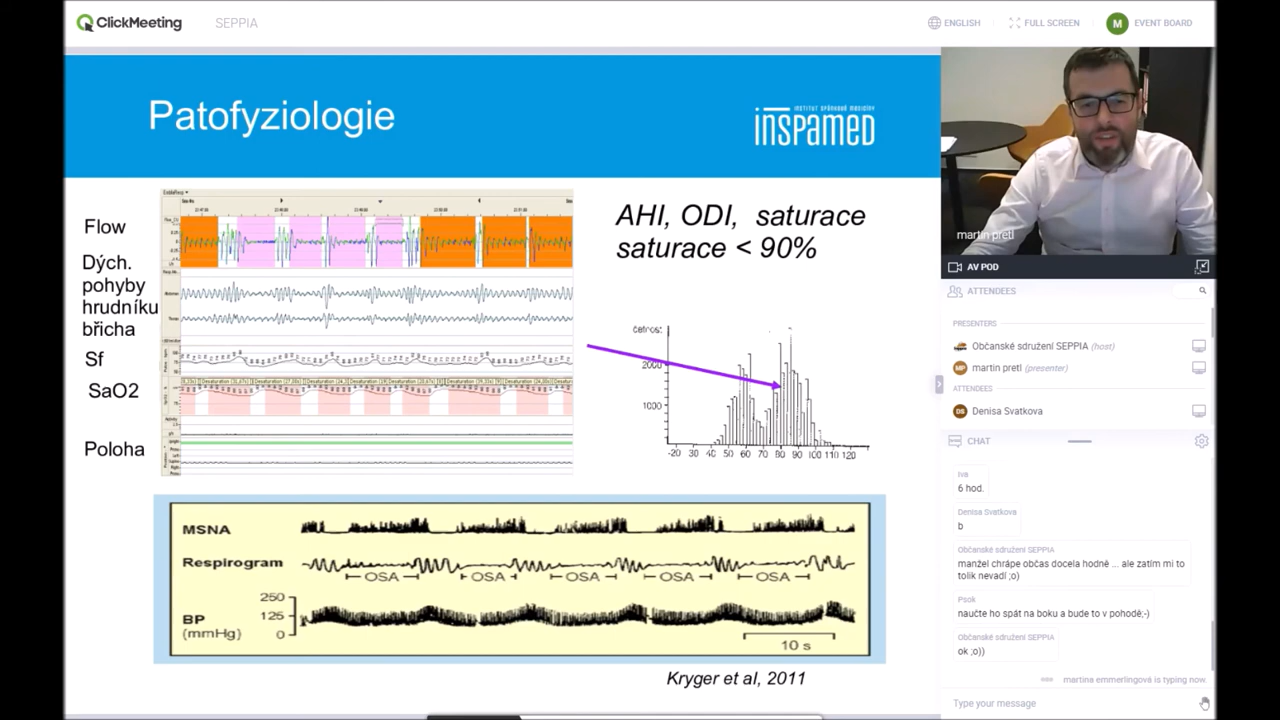 ClickMeeting
SEPPIA
ENGLISH
FULL SCREEN
M
EVENT BOARD
Patofyziologie
INSTITUT SPÁNKOVÉ MEDICÍNY
inspamed
Flow
Dých.
pohyby
hrudníku
břicha
Sf
SaO2
Poloha
AHI, ODI, saturace
saturace < 90%
četnost
2000
1000
-20 30 40 50 60 70 80 90 100 110 120
MSNA
Respirogram
OSA OSA OSA OSA OSA
250
BP 125
(mmHg) 0
10 s
Kryger et al, 2011
martin pretl
AV POD
ATTENDEES
PRESENTERS
Občanské sdružení SEPPIA (host)
MP martin pretl (presenter)
ATTENDEES
DS Denisa Svatkova
CHAT
Iva
6 hod.
Denisa Svatkova
b
Občanské sdružení SEPPIA
manžel chrápe občas docela hodně ... ale zatím mi to
tolik nevadí ;o)
Psok
naučte ho spát na boku a bude to v pohodě;-)
Občanské sdružení SEPPIA
ok ;o))
martina emmerlingová is typing now.
Type your message